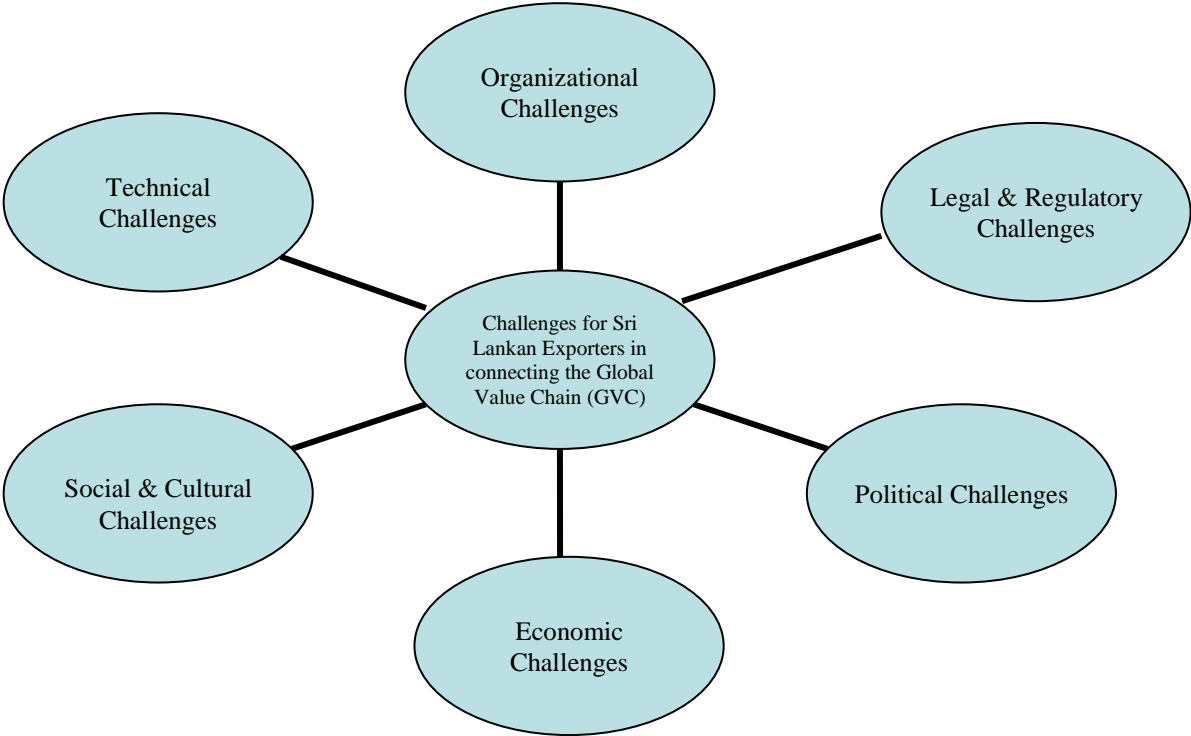 Organizational
Challenges
Technical
Challenges
Legal & Regulatory
Challenges
Challenges for Sri
Lankan Exporters in
connecting the Global
Value Chain (GVC)
Social & Cultural
Challenges
Political Challenges
Economic
Challenges